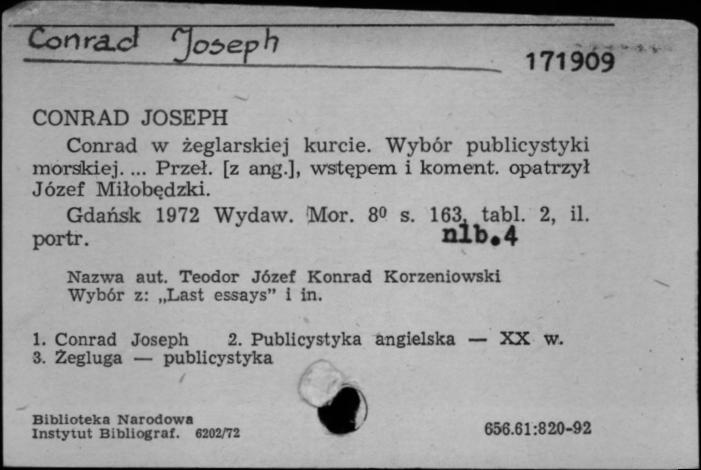 Conrad Joseph
171909
CONRAD JOSEPH
Conrad w żeglarskiej kurcie. Wybór publicystyki
morskiej. ... Przeł. [z ang.], wstępem i koment. opatrzył
Józef Miłobędzki.
Gdańsk 1972 Wydaw. Mor. 8º s. 163, tabl. 2, il.
portr. nlb.4
Nazwa aut. Teodor Józef Konrad Korzeniowski
Wybór z: „Last essays” i in.
1. Conrad Joseph 2. Publicystyka angielska — XX w.
3. Żegluga — publicystyka
Biblioteka Narodowa
Instytut Bibliograf. 6202/72 656.61:820-92